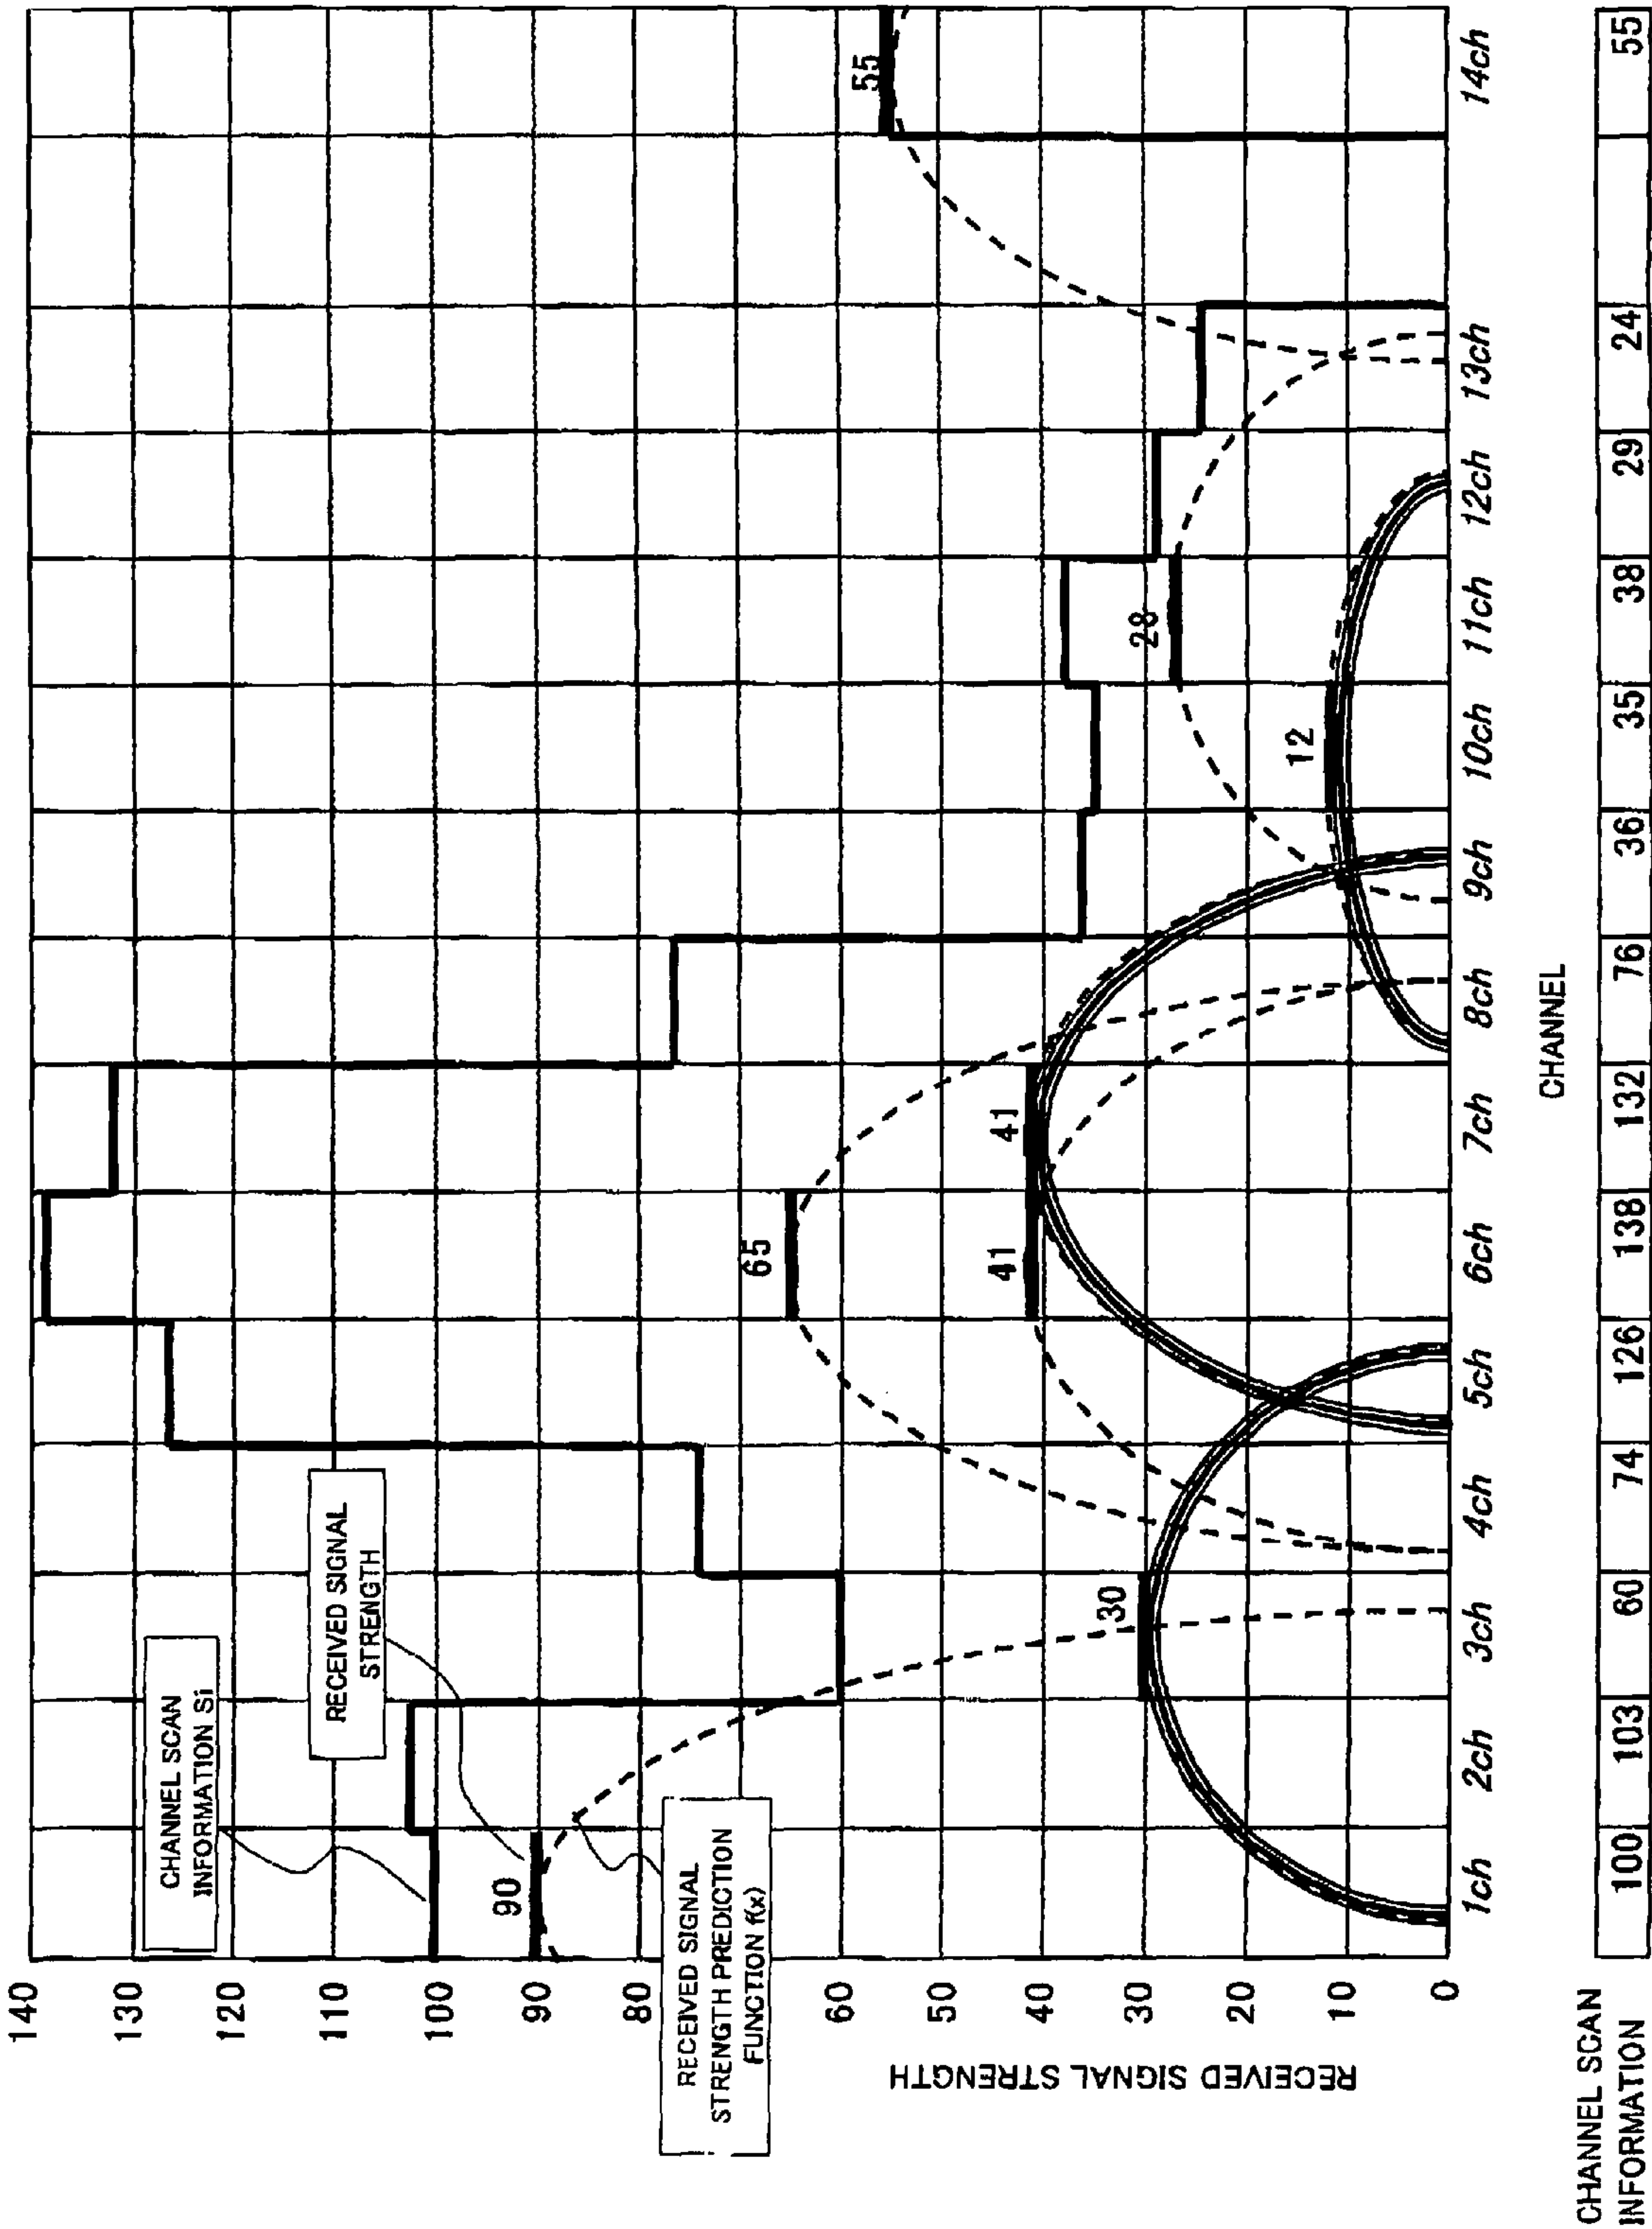 140
130
120
110
100
90
80
60
50
40
30
20
10
0
RECEIVED SIGNAL STRENGTH
CHANNEL SCAN
INFORMATION Si
RECEIVED SIGNAL
STRENGTH
RECEIVED SIGNAL
STRENGTH PREDICTION
FUNCTION f(x)
90
30
65
41
41
12
28
55
1ch
2ch
3ch
4ch
5ch
6ch
7ch
8ch
9ch
10ch
11ch
12ch
13ch
14ch
CHANNEL
CHANNEL SCAN
INFORMATION
100 103 60 74 126 138 132 76 36 35 38 29 24 55